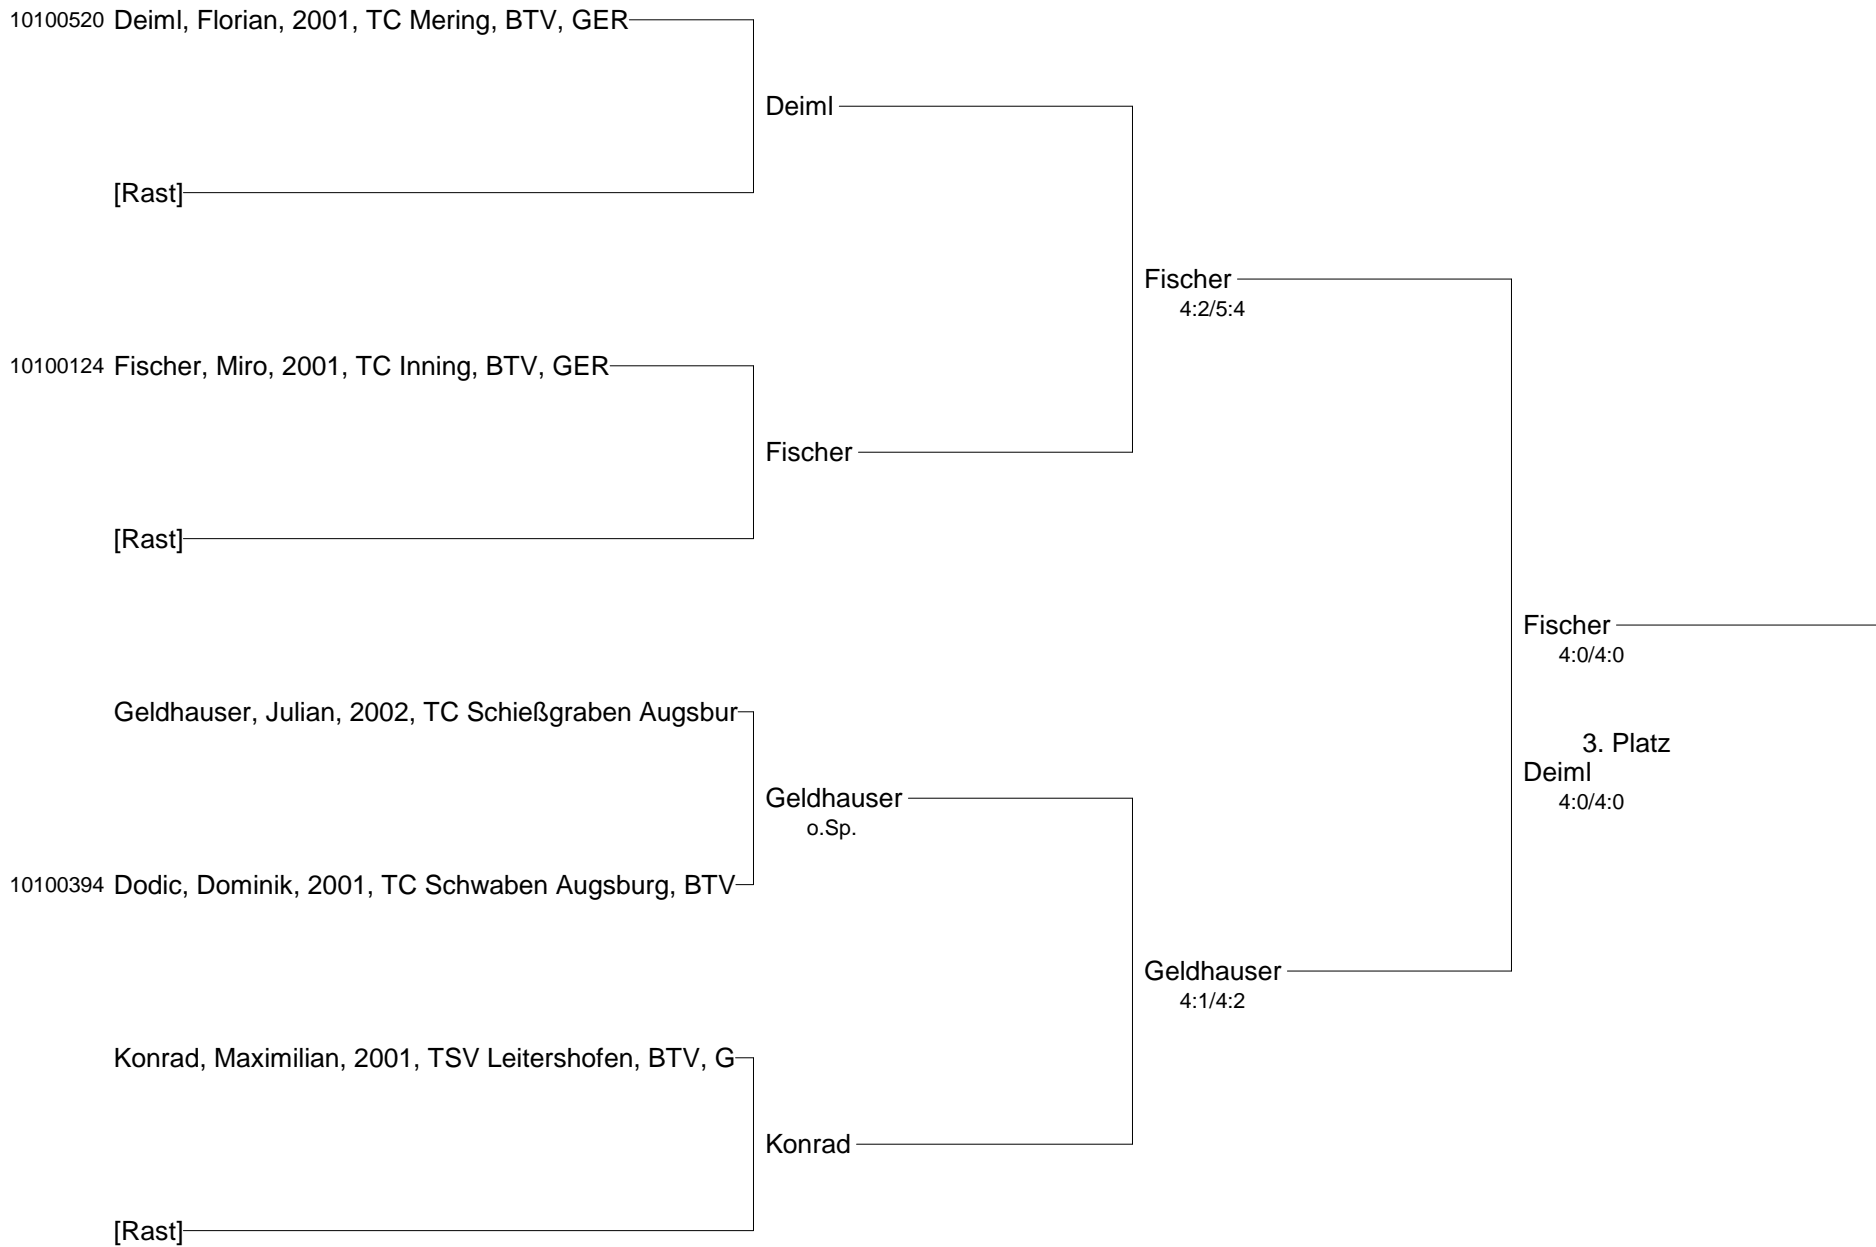 10100520 Deiml, Florian, 2001, TC Mering, BTV, GER
Deiml
[Rast]
Fischer
4:2/5:4
10100124 Fischer, Miro, 2001, TC Inning, BTV, GER
Fischer
[Rast]
Fischer
4:0/4:0
Geldhauser, Julian, 2002, TC Schießgraben Augsbur
3. Platz
Deiml
4:0/4:0
Geldhauser
o.Sp.
10100394 Dodic, Dominik, 2001, TC Schwaben Augsburg, BTV
Geldhauser
4:1/4:2
Konrad, Maximilian, 2001, TSV Leitershofen, BTV, G
Konrad
[Rast]